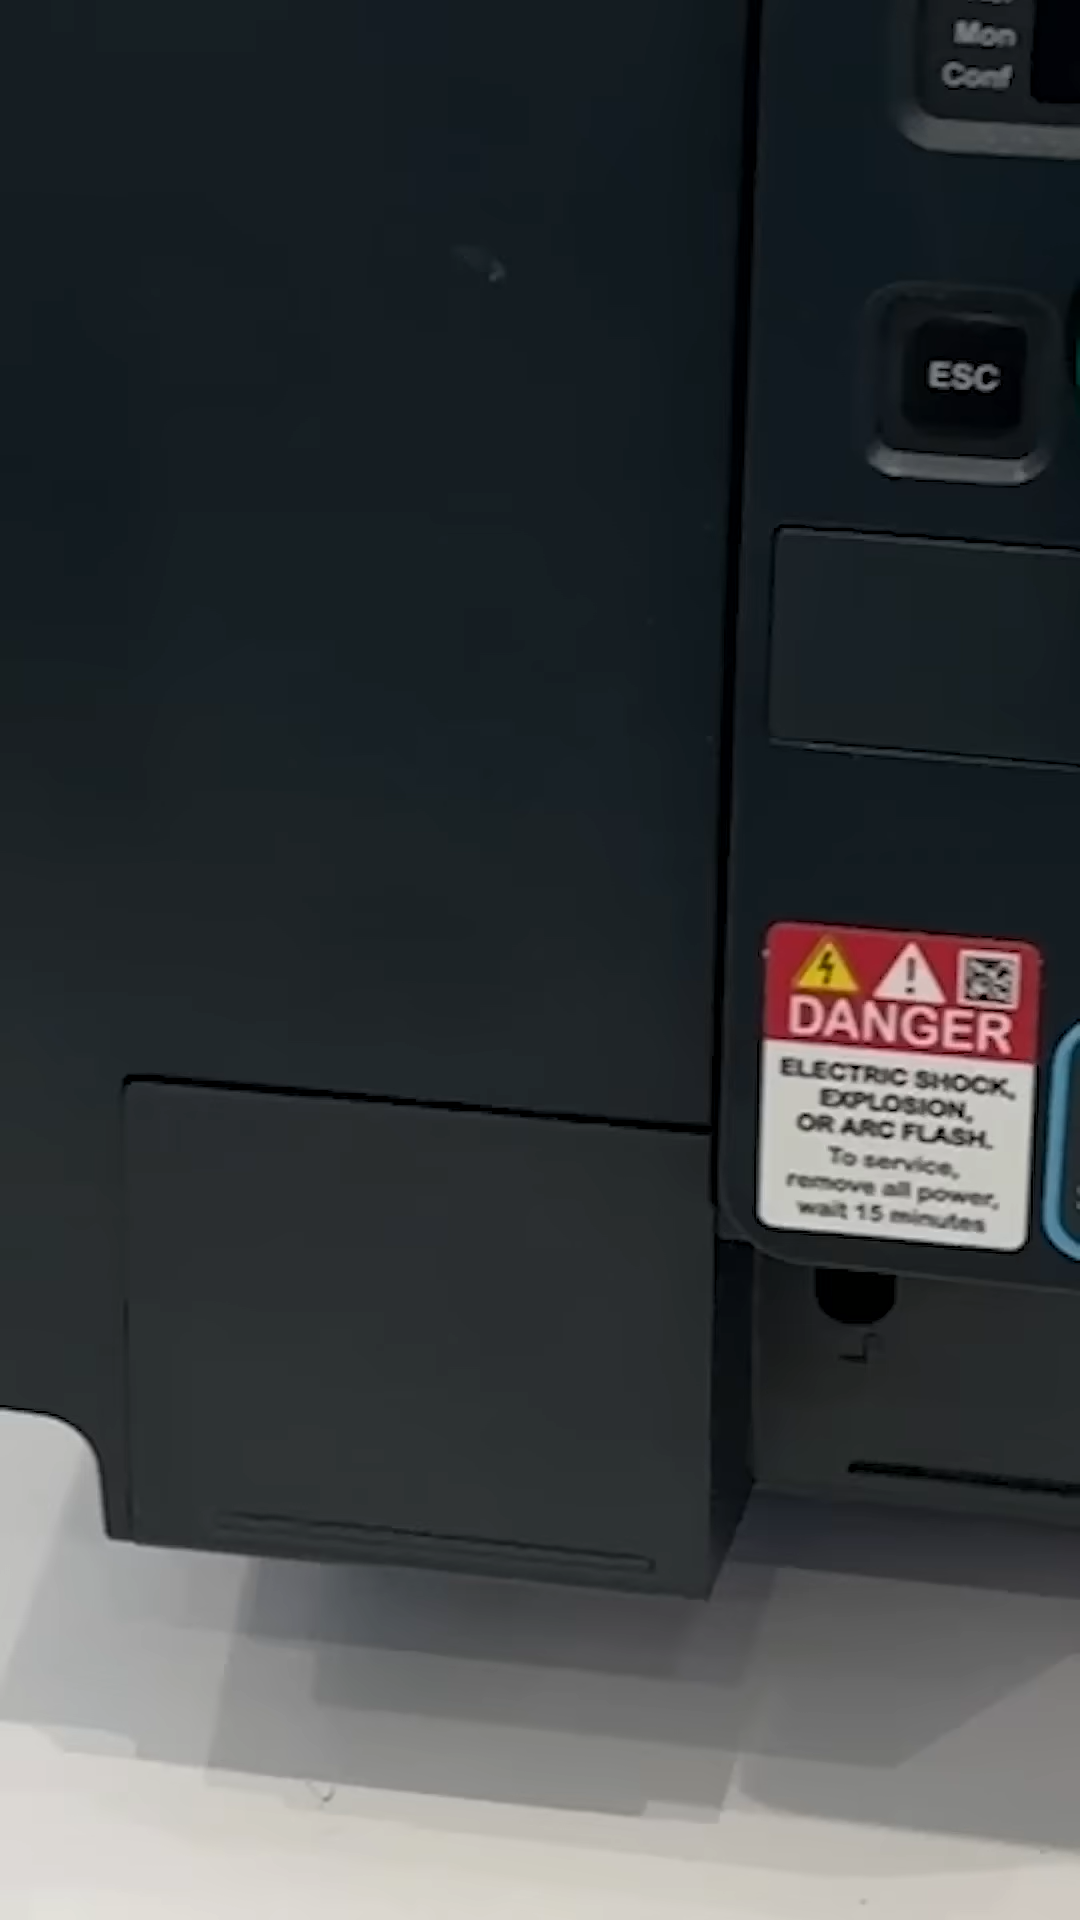 Mon
Conf
ESC
DANGER
ELECTRIC SHOCK,
EXPLOSION,
OR ARC FLASH.
To service,
remove all power,
wait 15 minutes